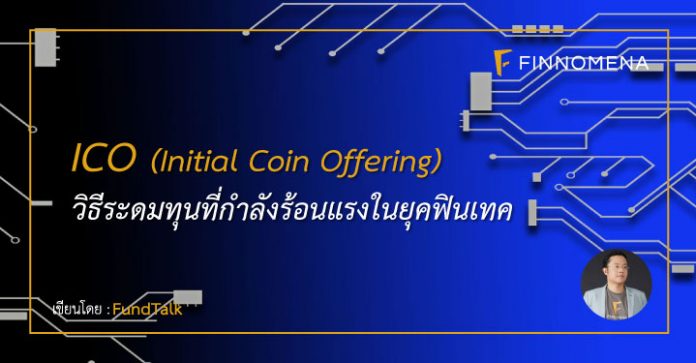 FINNOMENA
ICO (Initial Coin Offering)
วิธีระดมทุนที่กำลังร้อนแรงในยุคฟินเทค
เขียนโดย : FundTalk